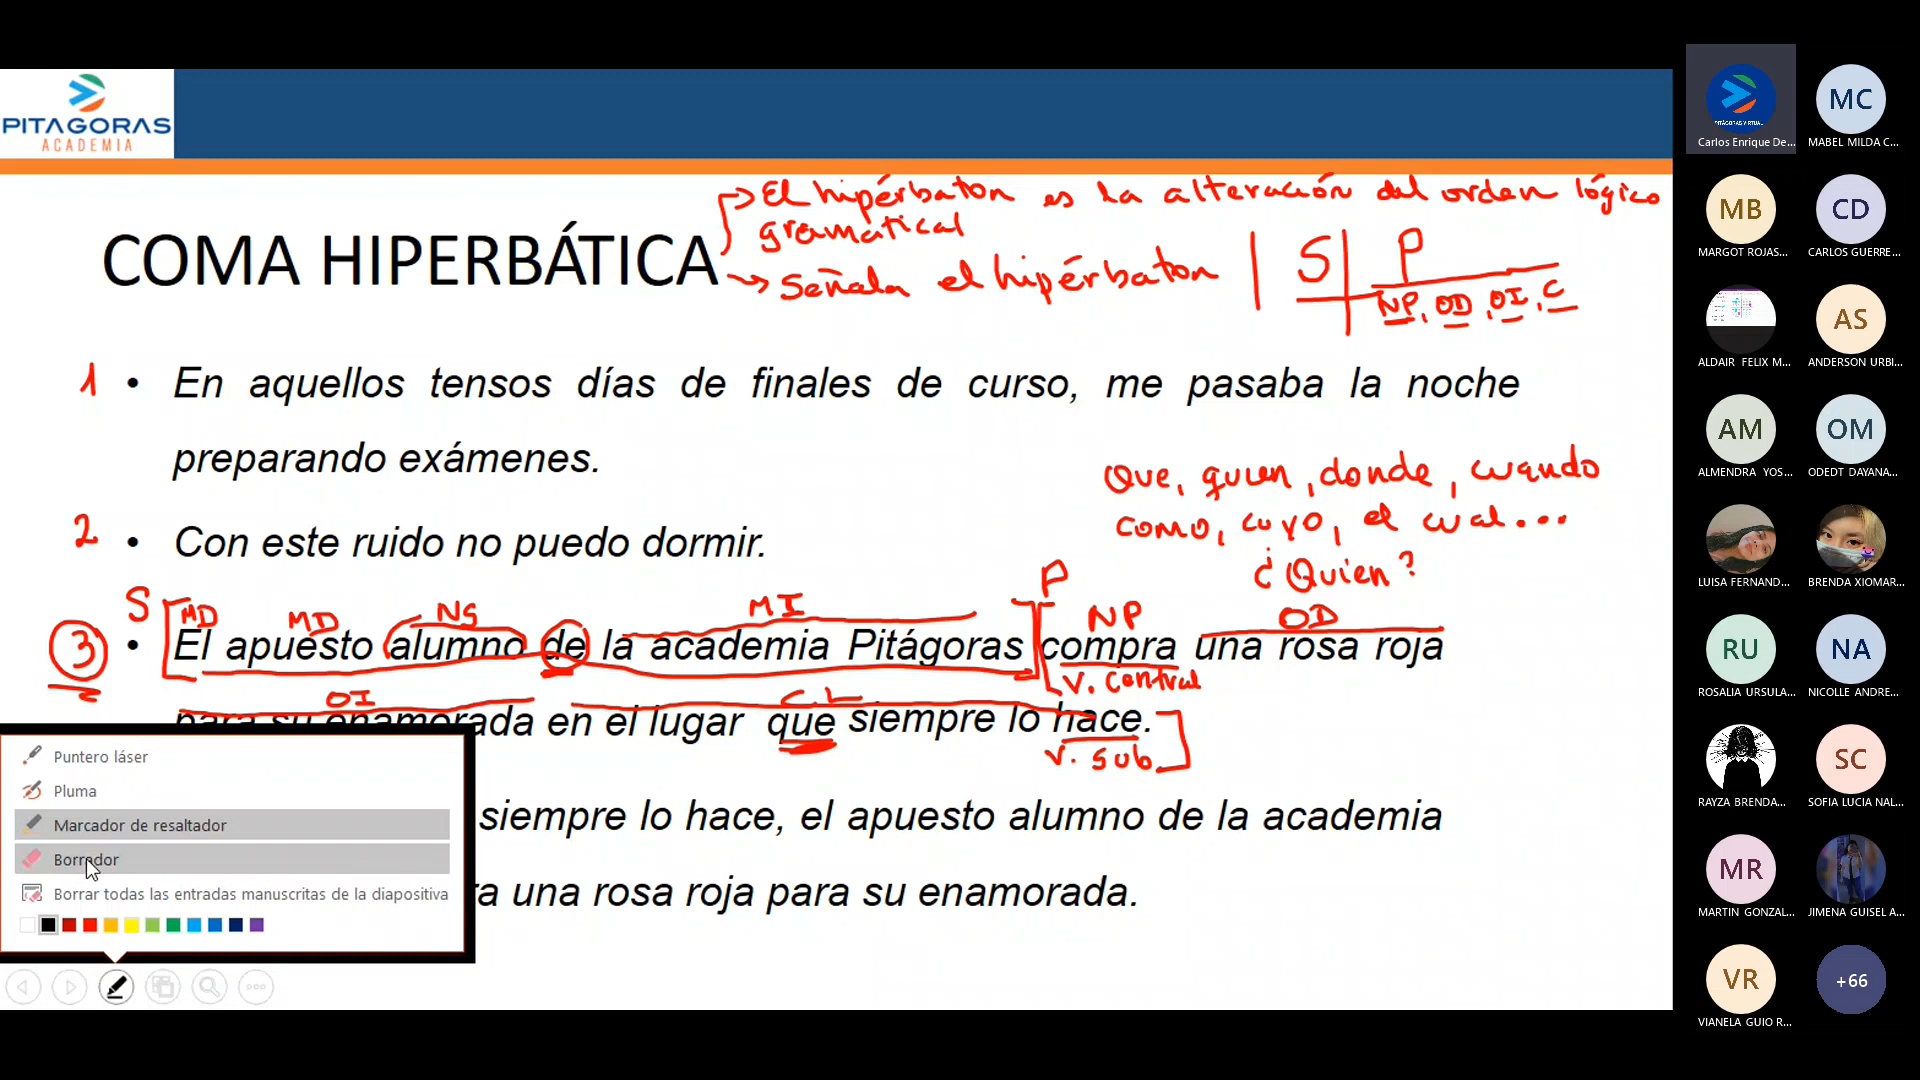 PITAGORAS
ACADEMIA
El hipérbaton es la alteración del orden lógico
gramatical
COMA HIPERBÁTICA
Señala el hipérbaton
S P
NP, OD, OI, C
1 • En aquellos tensos días de finales de curso, me pasaba la noche
preparando exámenes.
Que, quien, donde, cuando
como, cuyo, el cual...
2 • Con este ruido no puedo dormir.
¿Quien?
S MD MD NS MI P NP OD
3 • El apuesto alumno de la academia Pitágoras compra una rosa roja
V. Central
OI C L
para su enamorada en el lugar que siempre lo hace.
V. sub
siempre lo hace, el apuesto alumno de la academia
una rosa roja para su enamorada.
Puntero láser
Pluma
Marcador de resaltador
Borrador
Borrar todas las entradas manuscritas de la diapositiva
PITÁGORAS VIRTUAL
Carlos Enrique De...
MC
MABEL MILDA C...
MB
MARGOT ROJAS...
CD
CARLOS GUERRE...
ALDAIR FELIX M...
AS
ANDERSON URBI...
AM
ALMENDRA YOS...
OM
ODEDT DAYANA...
LUISA FERNAND...
BRENDA XIOMAR...
RU
ROSALIA URSULA...
NA
NICOLLE ANDRE...
RAYZA BRENDA...
SC
SOFIA LUCIA NAL...
MR
MARTIN GONZAL...
JIMENA GUISEL A...
VR
VIANELA GUIO R...
+66